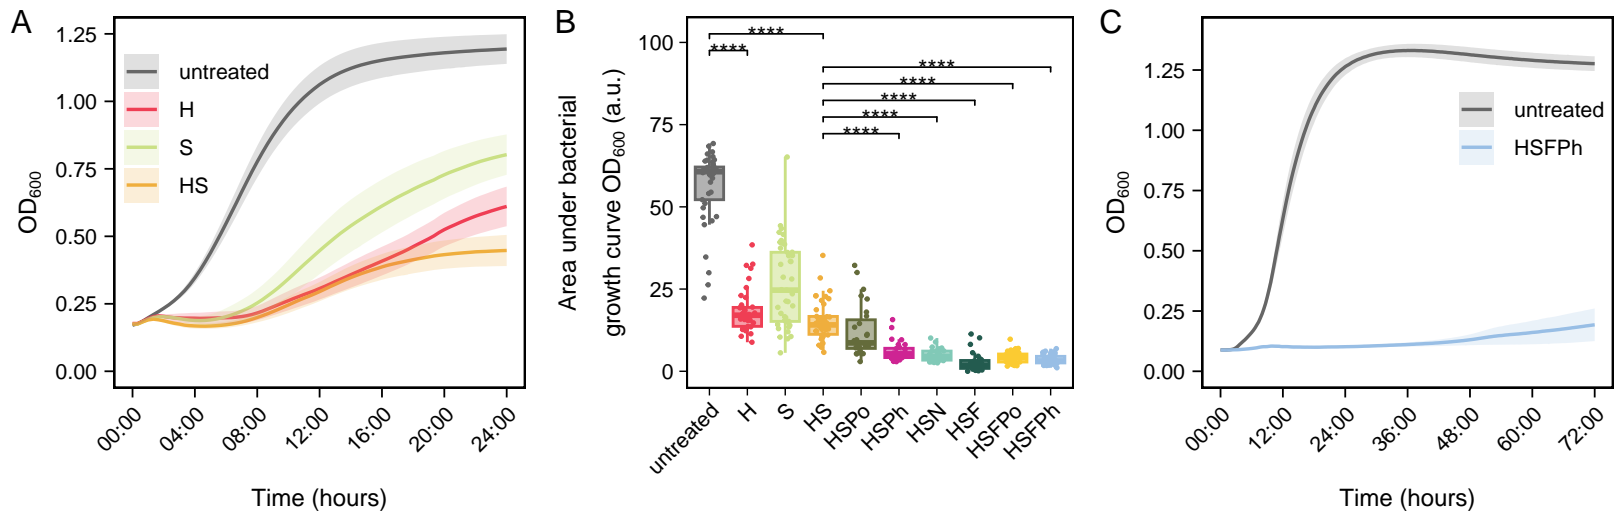 A
OD600
1.25
1.00
0.75
0.50
0.25
0.00
untreated
H
S
HS
00:00
04:00
08:00
12:00
16:00
20:00
24:00
Time (hours)
B
Area under bacterial
growth curve OD600 (a.u.)
100
75
50
25
0
****
****
****
****
****
****
****
untreated
H
S
HS
HSPo
HSPh
HSN
HSF
HSFPo
HSFPh
C
OD600
1.25
1.00
0.75
0.50
0.25
0.00
untreated
HSFPh
00:00
12:00
24:00
36:00
48:00
60:00
72:00
Time (hours)